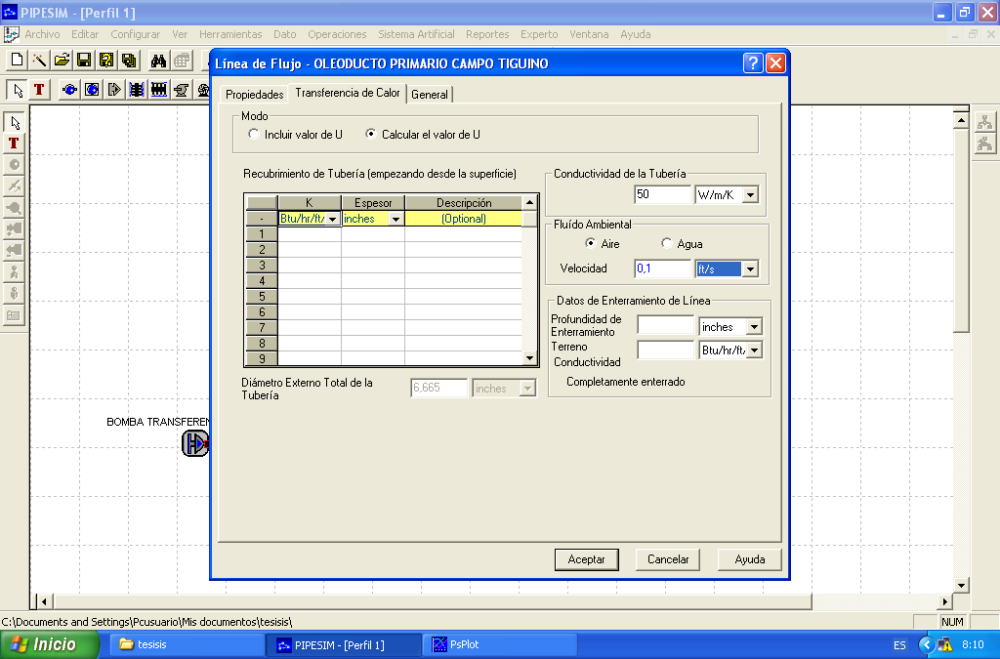 PIPESIM - [Perfil 1]
Archivo Editar Configurar Ver Herramientas Dato Operaciones Sistema Artificial Reportes Experto Ventana Ayuda
Línea de Flujo - OLEODUCTO PRIMARIO CAMPO TIGUINO
Propiedades Transferencia de Calor General
Modo
Incluir valor de U Calcular el valor de U
Recubrimiento de Tubería (empezando desde la superficie)
K Espesor Descripción
- Btu/hr/ft/ inches (Optional)
1
2
3
4
5
6
7
8
9
Diámetro Externo Total de la
Tubería
6,665 inches
Conductividad de la Tubería
50 W/m/K
Fluído Ambiental
Aire Agua
Velocidad 0,1 ft/s
Datos de Enterramiento de Línea
Profundidad de
Enterramiento
inches
Terreno
Conductividad
Btu/hr/ft/
Completamente enterrado
Aceptar Cancelar Ayuda
BOMBA TRANSFEREN
T
T
C:\Documents and Settings\Pcusuario\Mis documentos\tesisis\
NUM
Inicio tesisis PIPESIM - [Perfil 1] PsPlot ES 8:10